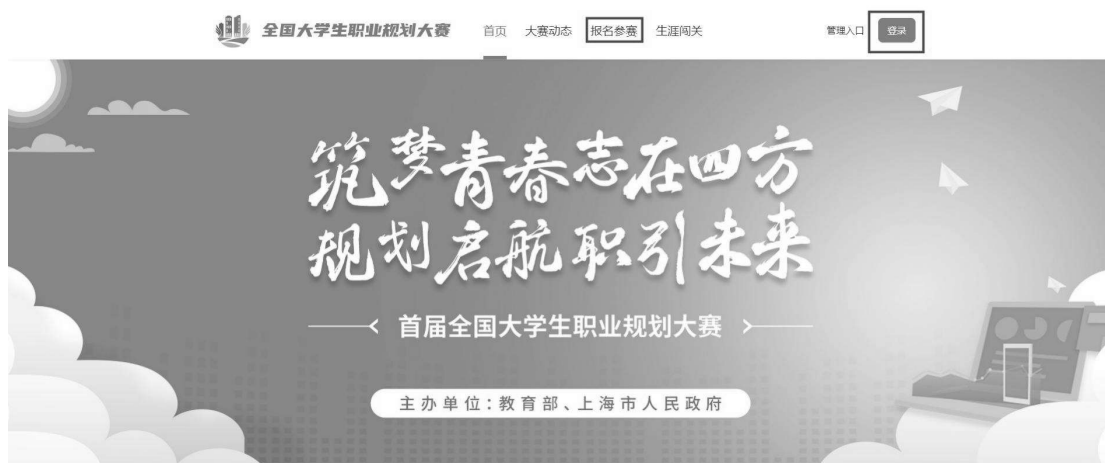 全国大学生职业规划大赛 首页 大赛动态 报名参赛 生涯闯关 管理入口 登录
筑梦青春志在四方
规划启航职引未来
首届全国大学生职业规划大赛
主办单位：教育部、上海市人民政府